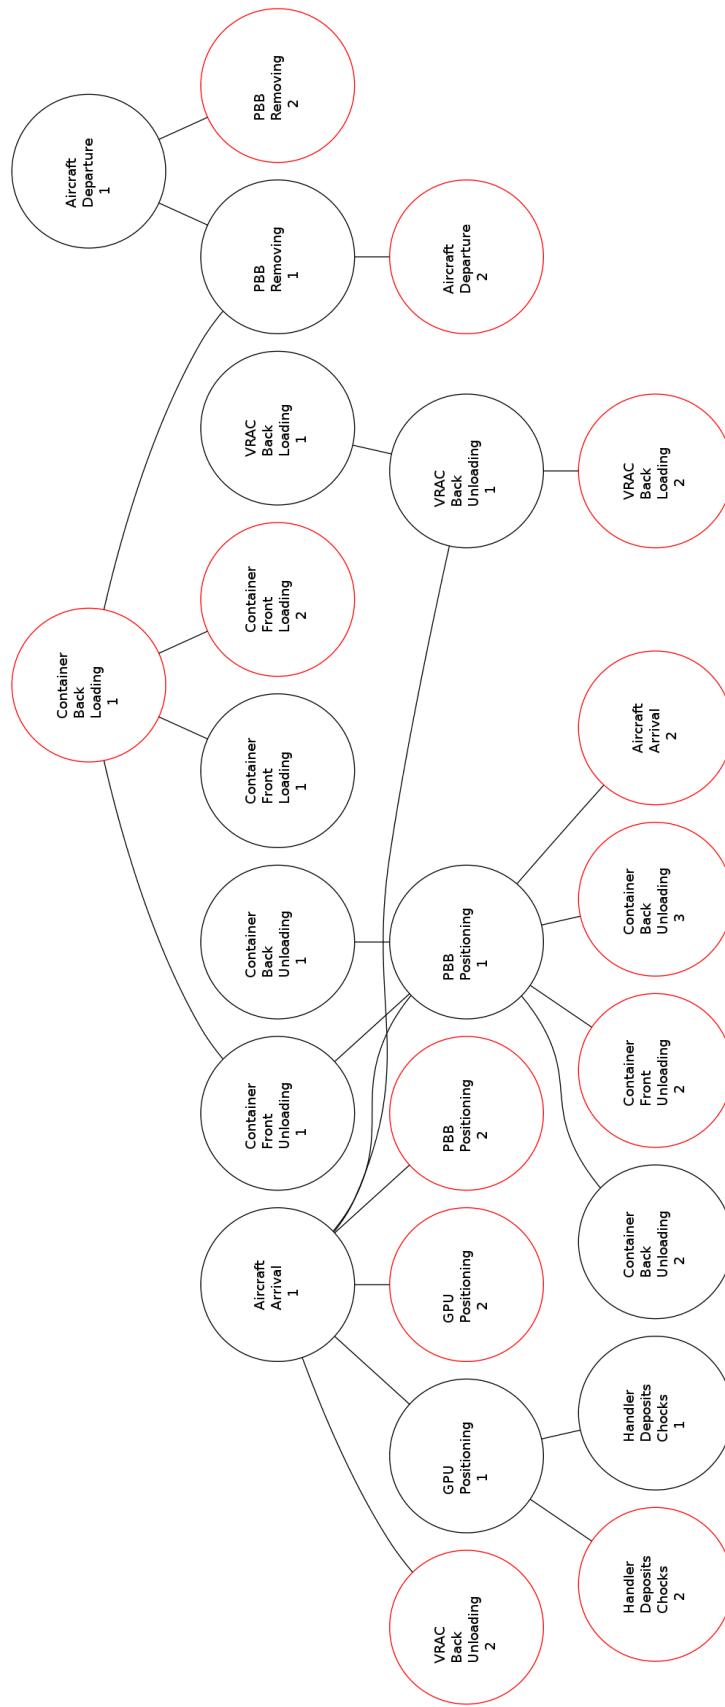 PBB
Removing
2
Aircraft
Departure
1
PBB
Removing
1
Aircraft
Departure
2
VRAC
Back
Loading
1
VRAC
Back
Unloading
1
VRAC
Back
Loading
2
Container
Front
Loading
2
Container
Back
Loading
1
Container
Front
Loading
1
Aircraft
Arrival
2
Container
Back
Unloading
1
PBB
Positioning
1
Container
Back
Unloading
3
Container
Front
Unloading
1
PBB
Positioning
2
Container
Front
Unloading
2
Aircraft
Arrival
1
GPU
Positioning
2
Container
Back
Unloading
2
GPU
Positioning
1
Handler
Deposits
Chocks
1
VRAC
Back
Unloading
2
Handler
Deposits
Chocks
2